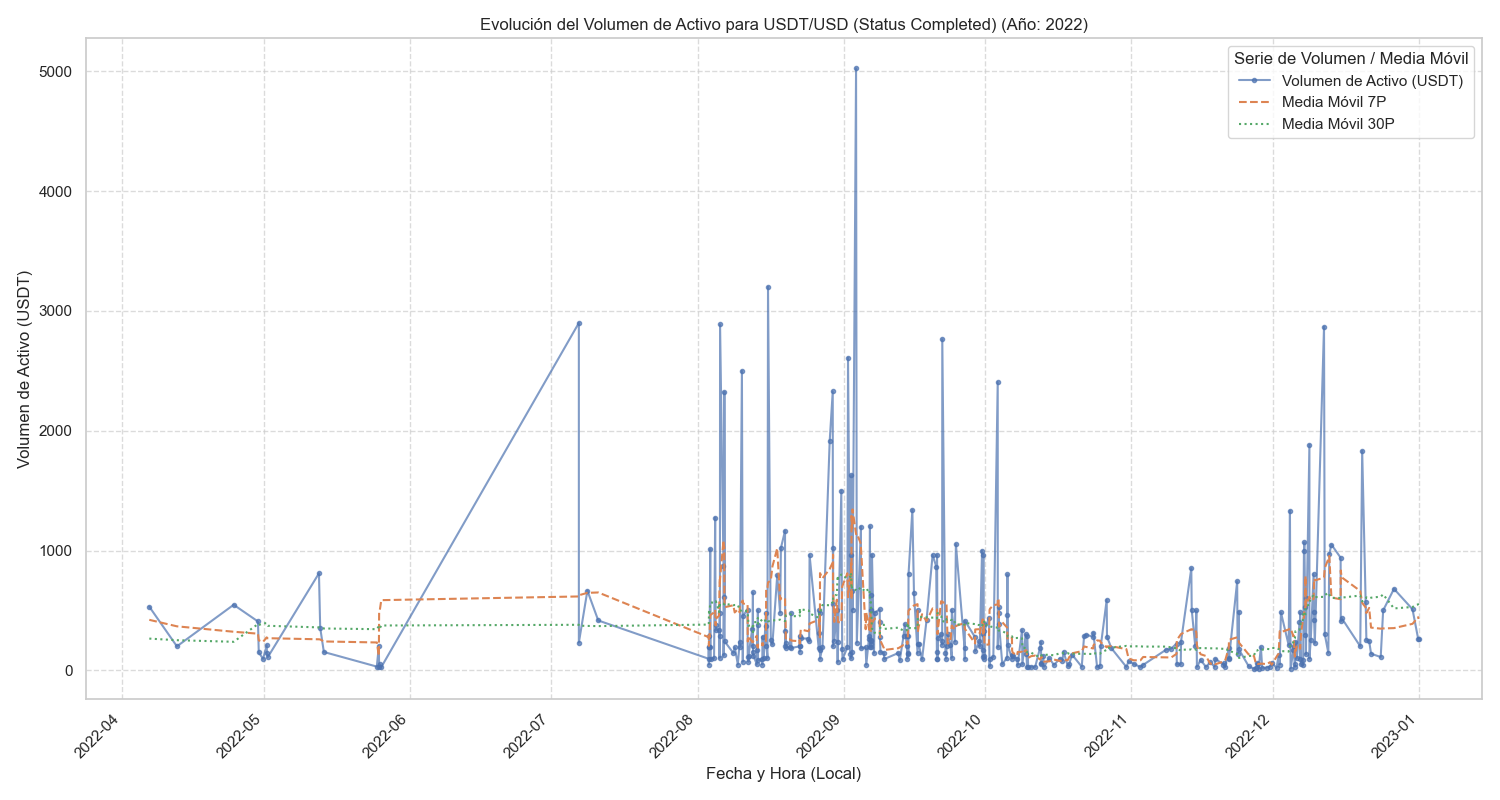 Evolución del Volumen de Activo para USDT/USD (Status Completed) (Año: 2022)
Serie de Volumen / Media Móvil
Volumen de Activo (USDT)
Media Móvil 7P
Media Móvil 30P
Volumen de Activo (USDT)
5000
4000
3000
2000
1000
0
2022-04
2022-05
2022-06
2022-07
2022-08
2022-09
2022-10
2022-11
2022-12
2023-01
Fecha y Hora (Local)